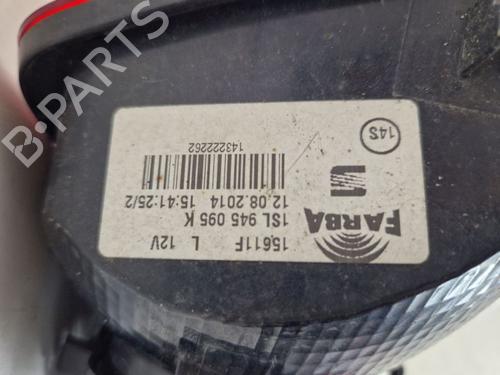 FARBA
15611F L 12V
1SL 945 095 K
12.08.2014 15:41:25/2
143222262
14S
B-PARTS